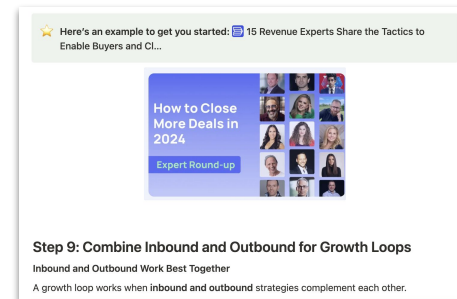 Here's an example to get you started: 15 Revenue Experts Share the Tactics to
Enable Buyers and Cl...
How to Close
More Deals in
2024
Expert Round-up
Step 9: Combine Inbound and Outbound for Growth Loops
Inbound and Outbound Work Best Together
A growth loop works when inbound and outbound strategies complement each other.